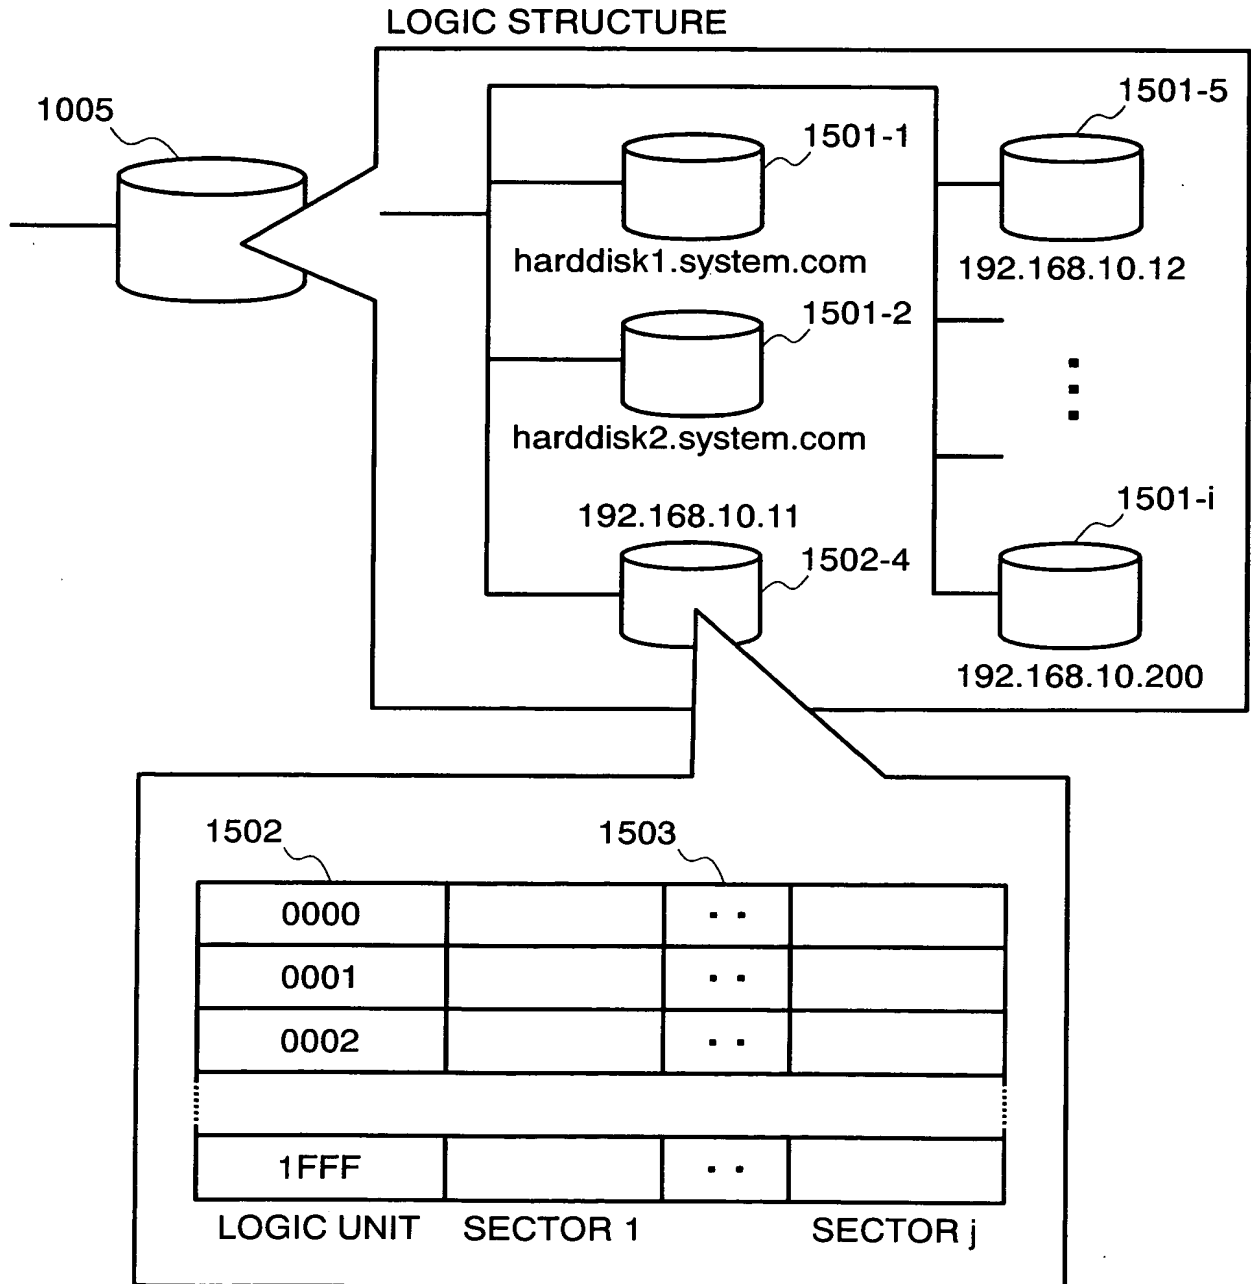 LOGIC STRUCTURE
1005
1501-1
1501-5
harddisk1.system.com
192.168.10.12
1501-2
harddisk2.system.com
192.168.10.11
1501-i
1502-4
192.168.10.200
1502
1503
0000 . .
0001 . .
0002 . .
1FFF . .
LOGIC UNIT SECTOR 1 SECTOR j